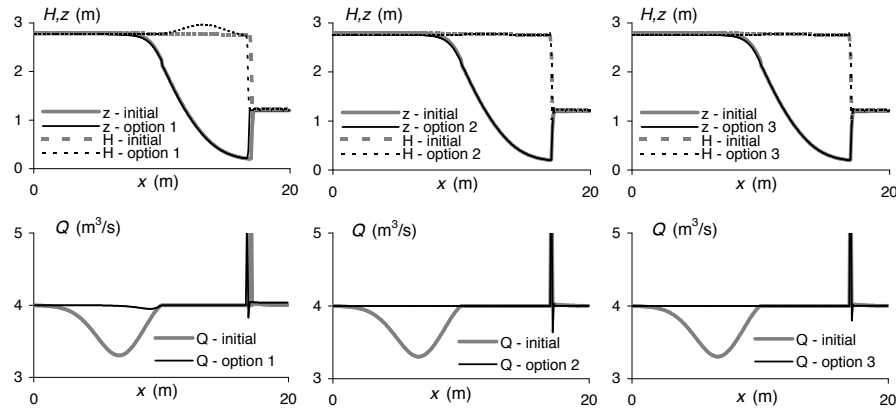 H,z (m)
3
2
1
0
z - initial
z - option 1
H - initial
H - option 1
0
x (m)
20
H,z (m)
3
2
1
0
z - initial
z - option 2
H - initial
H - option 2
0
x (m)
20
H,z (m)
3
2
1
0
z - initial
z - option 3
H - initial
H - option 3
0
x (m)
20
Q (m³/s)
5
4
3
Q - initial
Q - option 1
0
x (m)
20
Q (m³/s)
5
4
3
Q - initial
Q - option 2
0
x (m)
20
Q (m³/s)
5
4
3
Q - initial
Q - option 3
0
x (m)
20